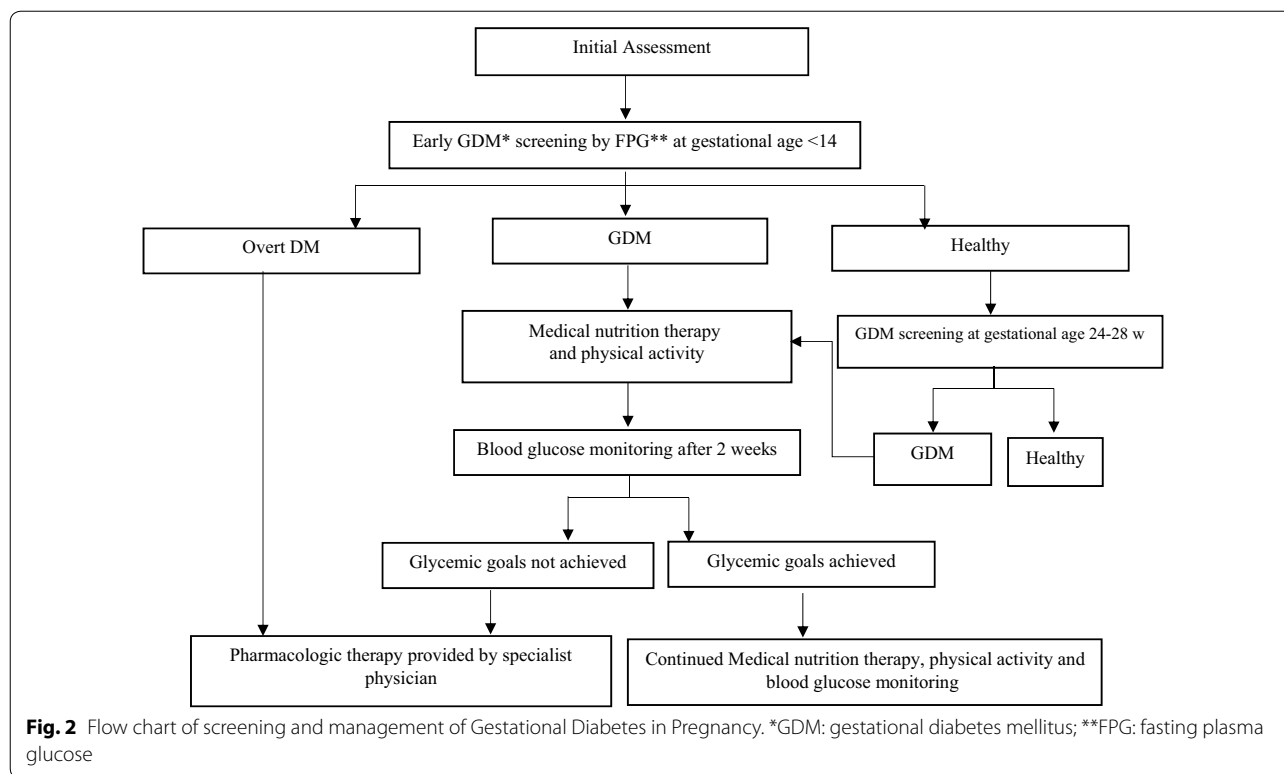 Initial Assessment
Early GDM* screening by FPG** at gestational age <14
Overt DM
GDM
Healthy
Medical nutrition therapy
and physical activity
GDM screening at gestational age 24-28 w
Blood glucose monitoring after 2 weeks
GDM
Healthy
Glycemic goals not achieved
Glycemic goals achieved
Pharmacologic therapy provided by specialist
physician
Continued Medical nutrition therapy, physical activity and
blood glucose monitoring
Fig. 2 Flow chart of screening and management of Gestational Diabetes in Pregnancy. *GDM: gestational diabetes mellitus; **FPG: fasting plasma
glucose